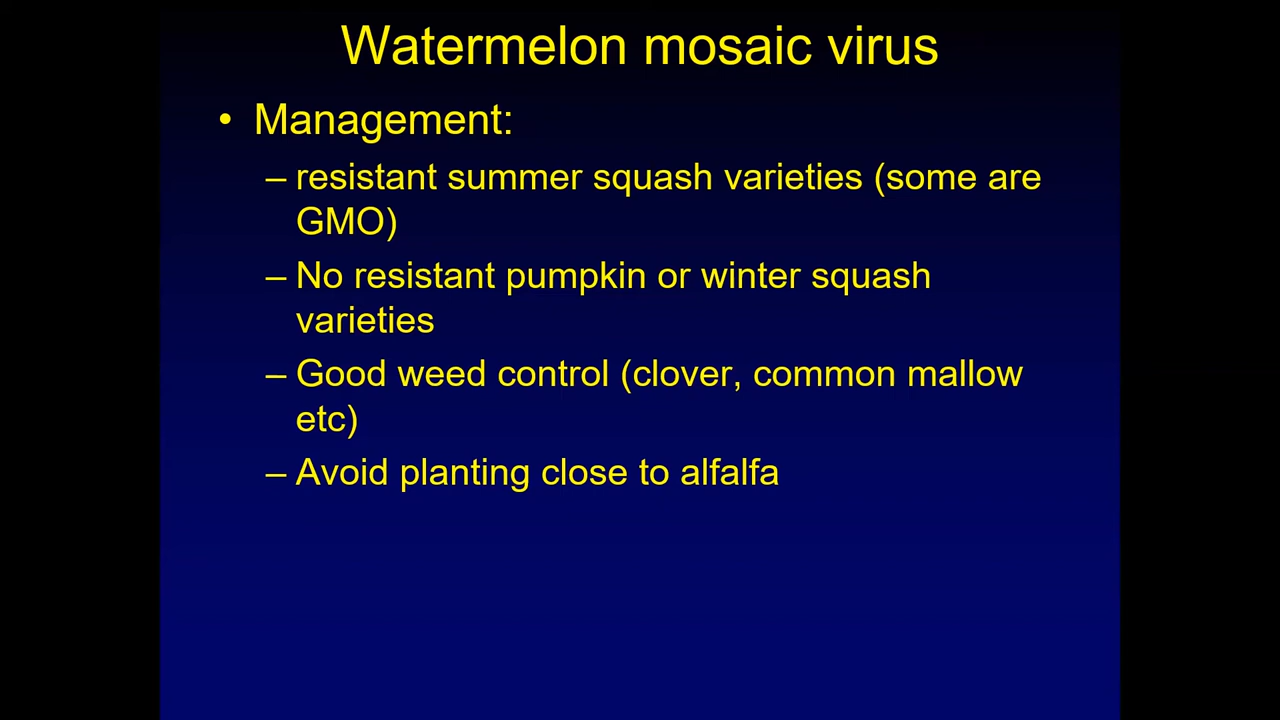 Watermelon mosaic virus
• Management:
– resistant summer squash varieties (some are
GMO)
– No resistant pumpkin or winter squash
varieties
– Good weed control (clover, common mallow
etc)
– Avoid planting close to alfalfa